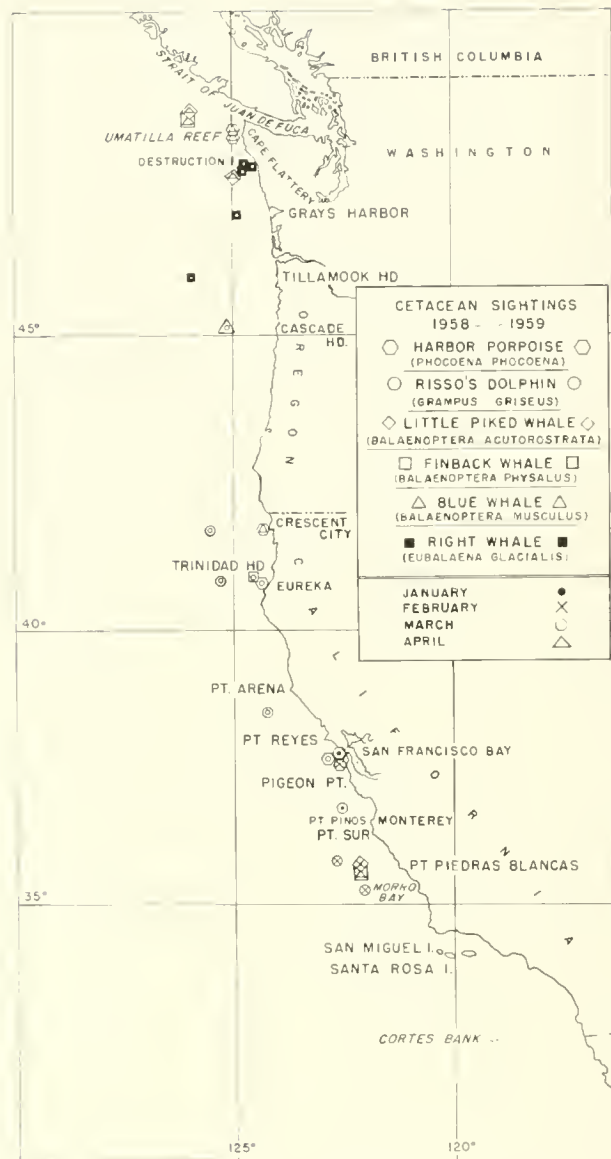 BRITISH COLUMBIA
STRAIT OF JUAN DE FUCA
UMATILLA REEF
WASHINGTON
DESTRUCTION I
CAPE FLATTERY
GRAYS HARBOR
TILLAMOOK HD
45°
CASCADE
HD.
OREGON
CETACEAN SIGHTINGS
1958 - 1959
HARBOR PORPOISE
(PHOCOENA PHOCOENA)
RISSO'S DOLPHIN
(GRAMPUS GRISEUS)
LITTLE PIKED WHALE
(BALAENOPTERA ACUTOROSTRATA)
FINBACK WHALE
(BALAENOPTERA PHYSALUS)
BLUE WHALE
(BALAENOPTERA MUSCULUS)
RIGHT WHALE
(EUBALAENA GLACIALIS)
JANUARY
FEBRUARY
MARCH
APRIL
CRESCENT
CITY
TRINIDAD HD
EUREKA
40°
CALIFORNIA
PT. ARENA
PT REYES
SAN FRANCISCO BAY
PIGEON PT.
PT PINOS
MONTEREY
PT. SUR
PT PIEDRAS BLANCAS
MORRO
BAY
35°
SAN MIGUEL I.
SANTA ROSA I.
CORTES BANK
125°
120°